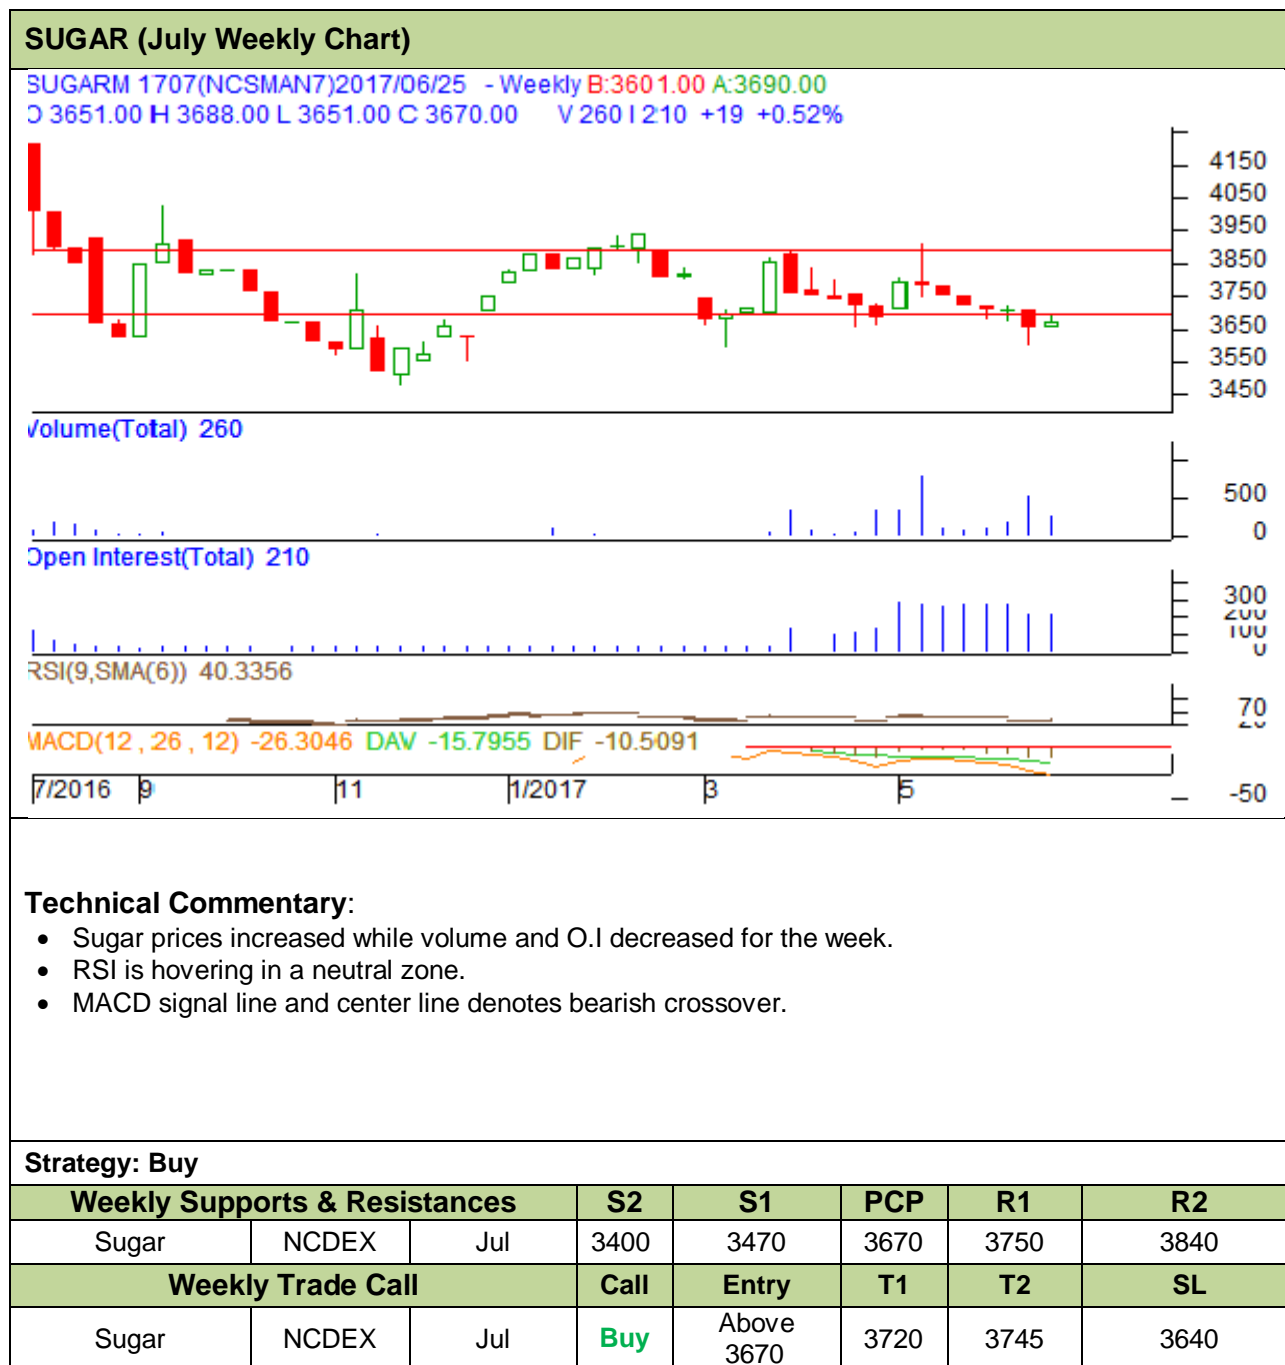 SUGAR (July Weekly Chart)
SUGARM 1707(NCSMAN7)2017/06/25 - Weekly B:3601.00 A:3690.00
O 3651.00 H 3688.00 L 3651.00 C 3670.00 V 260 I 210 +19 +0.52%
4150
4050
3950
3850
3750
3650
3550
3450
Volume(Total) 260
500
0
Open Interest(Total) 210
300
200
100
0
RSI(9,SMA(6)) 40.3356
70
20
MACD(12 , 26 , 12) -26.3046 DAV -15.7955 DIF -10.5091
-50
7/2016 9 11 1/2017 3 5
Technical Commentary:
• Sugar prices increased while volume and O.I decreased for the week.
• RSI is hovering in a neutral zone.
• MACD signal line and center line denotes bearish crossover.
Strategy: Buy
Weekly Supports & Resistances S2 S1 PCP R1 R2
Sugar NCDEX Jul 3400 3470 3670 3750 3840
Weekly Trade Call Call Entry T1 T2 SL
Sugar NCDEX Jul Buy Above 3670 3720 3745 3640